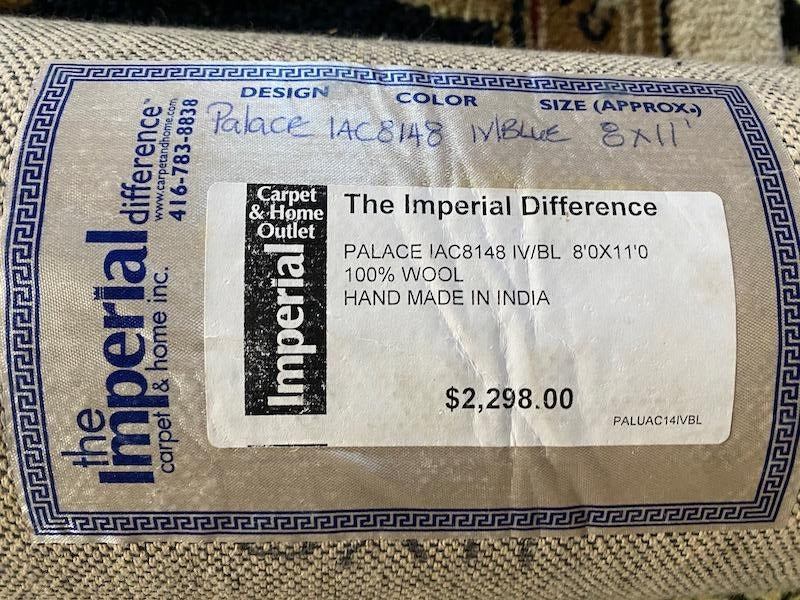 DESIGN COLOR SIZE (APPROX.)
Palace IAC8148 IV/BLUE 8x11'
the
Imperial difference™
carpet & home inc.
www.carpetandhome.com
416-783-8838
Carpet
& Home
Outlet
Imperial
The Imperial Difference
PALACE IAC8148 IV/BL 8'0X11'0
100% WOOL
HAND MADE IN INDIA
$2,298.00
PALUAC14IVBL